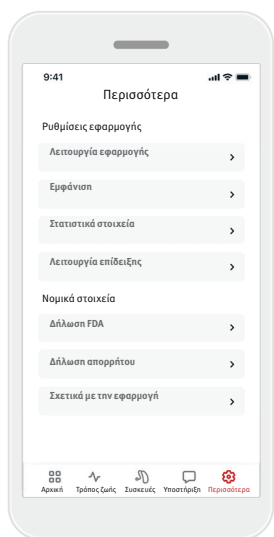 9:41
Περισσότερα
Ρυθμίσεις εφαρμογής
Λειτουργία εφαρμογής
Εμφάνιση
Στατιστικά στοιχεία
Λειτουργία επίδειξης
Νομικά στοιχεία
Δήλωση FDA
Δήλωση απορρήτου
Σχετικά με την εφαρμογή
Αρχική Τρόπος ζωής Συσκευές Υποστήριξη Περισσότερα